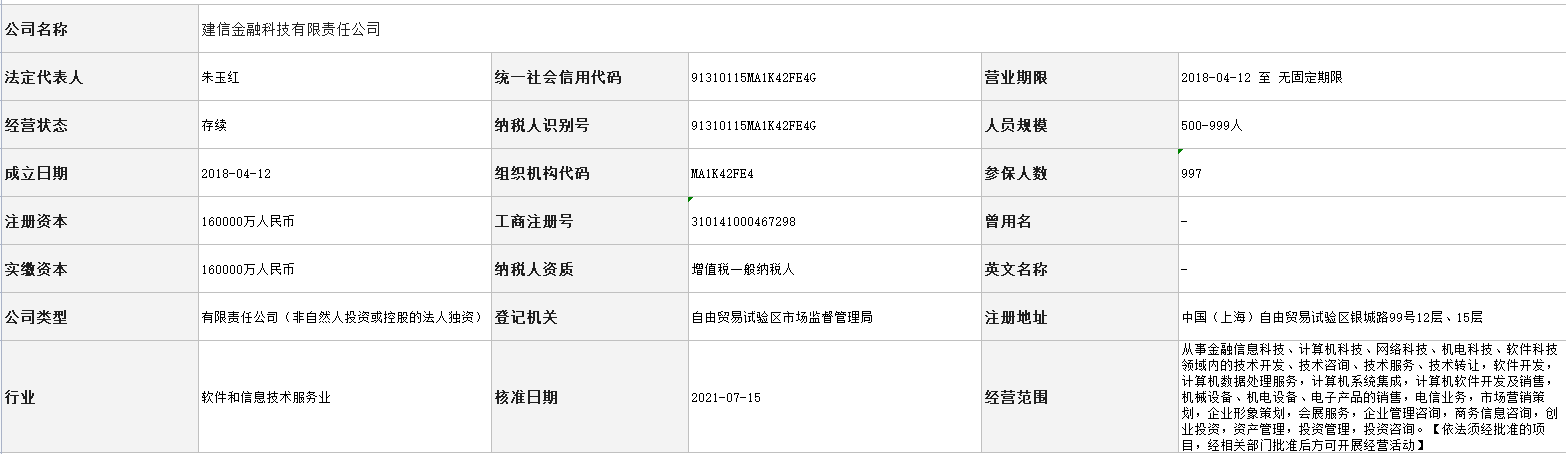 公司名称 建信金融科技有限责任公司
法定代表人 朱玉红 统一社会信用代码 91310115MA1K42FE4G 营业期限 2018-04-12 至 无固定期限
经营状态 存续 纳税人识别号 91310115MA1K42FE4G 人员规模 500-999人
成立日期 2018-04-12 组织机构代码 MA1K42FE4 参保人数 997
注册资本 160000万人民币 工商注册号 310141000467298 曾用名 -
实缴资本 160000万人民币 纳税人资质 增值税一般纳税人 英文名称 -
公司类型 有限责任公司（非自然人投资或控股的法人独资） 登记机关 自由贸易试验区市场监督管理局 注册地址 中国（上海）自由贸易试验区银城路99号12层、15层
行业 软件和信息技术服务业 核准日期 2021-07-15 经营范围
从事金融信息科技、计算机科技、网络科技、机电科技、软件科技
领域内的技术开发、技术咨询、技术服务、技术转让，软件开发，
计算机数据处理服务，计算机系统集成，计算机软件开发及销售，
机械设备、机电设备、电子产品的销售，电信业务，市场营销策
划，企业形象策划，会展服务，企业管理咨询，商务信息咨询，创
业投资，资产管理，投资管理，投资咨询。【依法须经批准的项
目，经相关部门批准后方可开展经营活动】